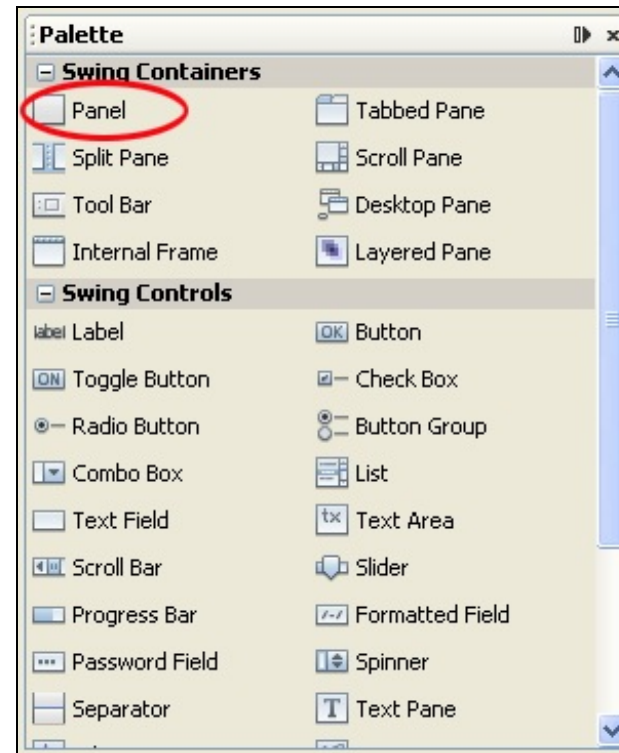 Palette
Swing Containers
Panel Tabbed Pane
Split Pane Scroll Pane
Tool Bar Desktop Pane
Internal Frame Layered Pane
Swing Controls
label Label OK Button
ON Toggle Button Check Box
Radio Button Button Group
Combo Box List
Text Field tx Text Area
Scroll Bar Slider
Progress Bar Formatted Field
Password Field Spinner
Separator T Text Pane